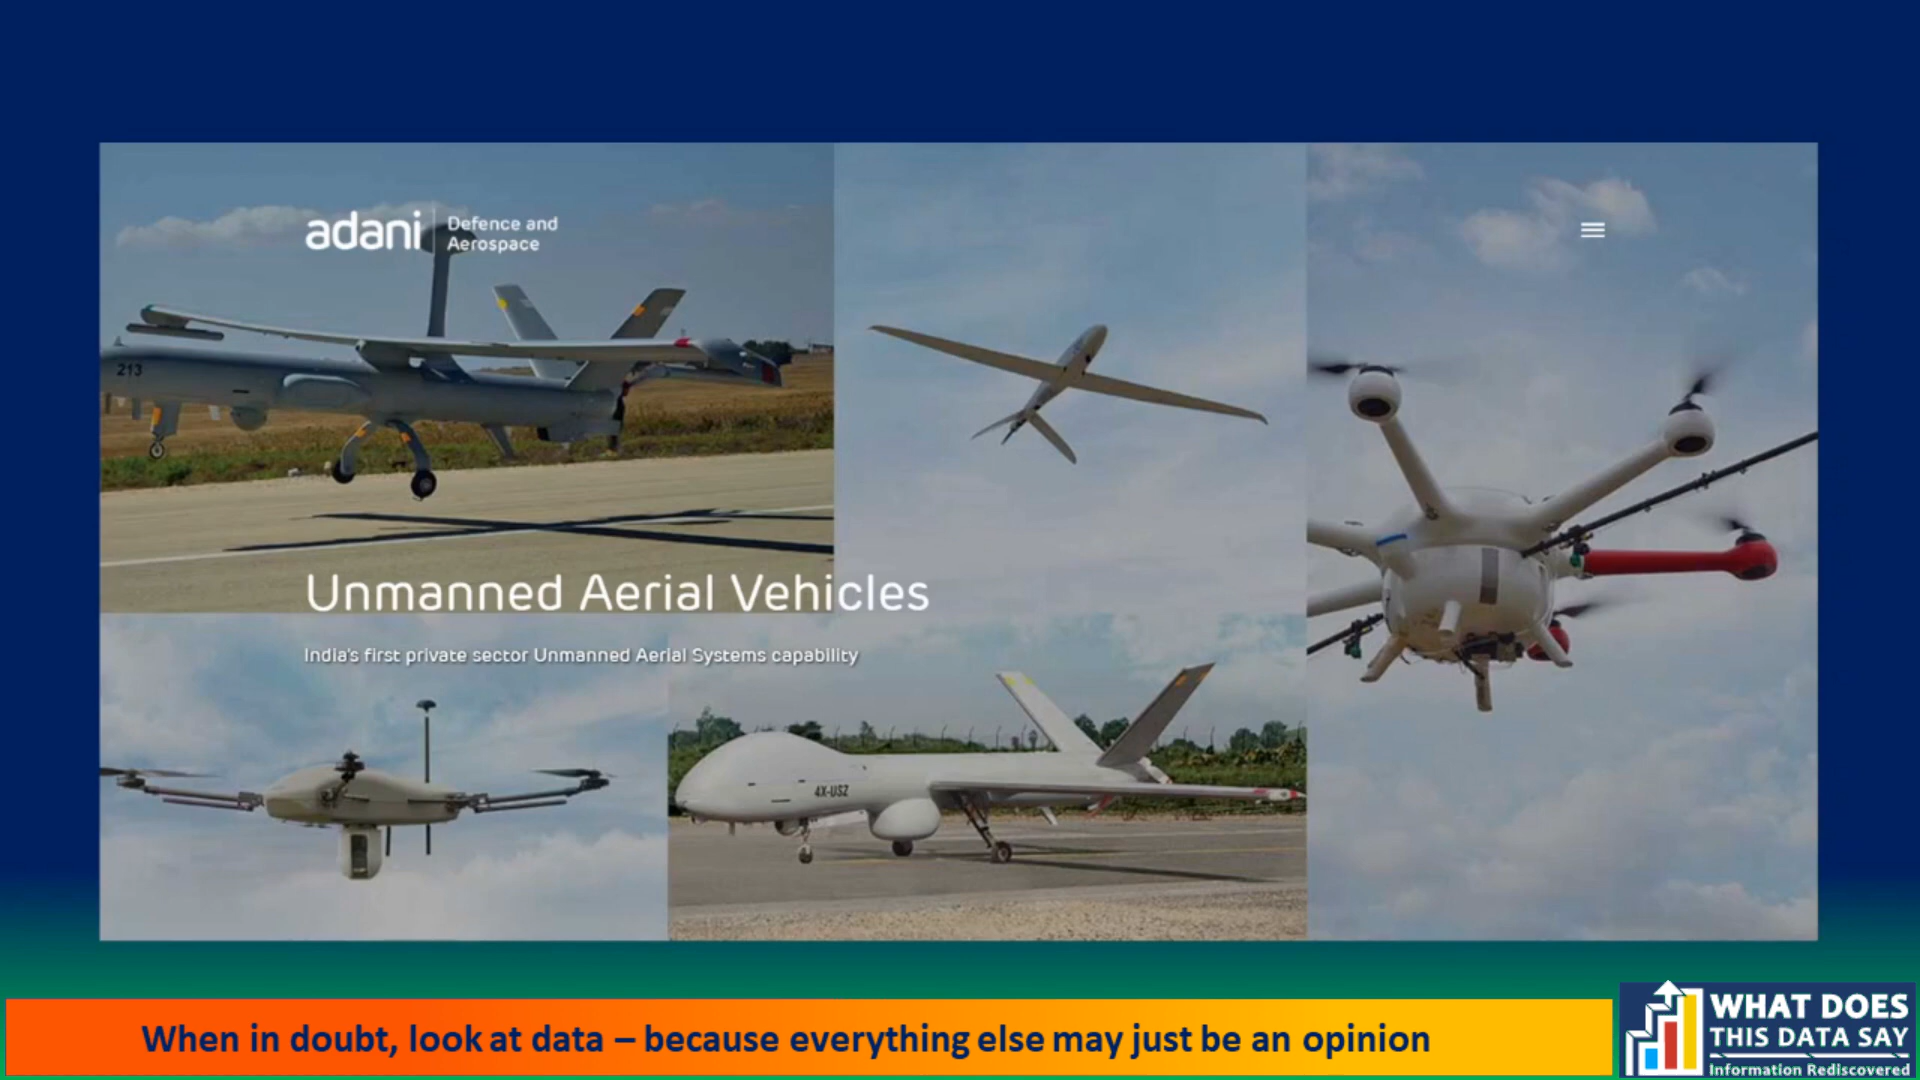 adani
Defence and
Aerospace
213
Unmanned Aerial Vehicles
India's first private sector Unmanned Aerial Systems capability
4X-USZ
When in doubt, look at data – because everything else may just be an opinion
WHAT DOES
THIS DATA SAY
Information Rediscovered